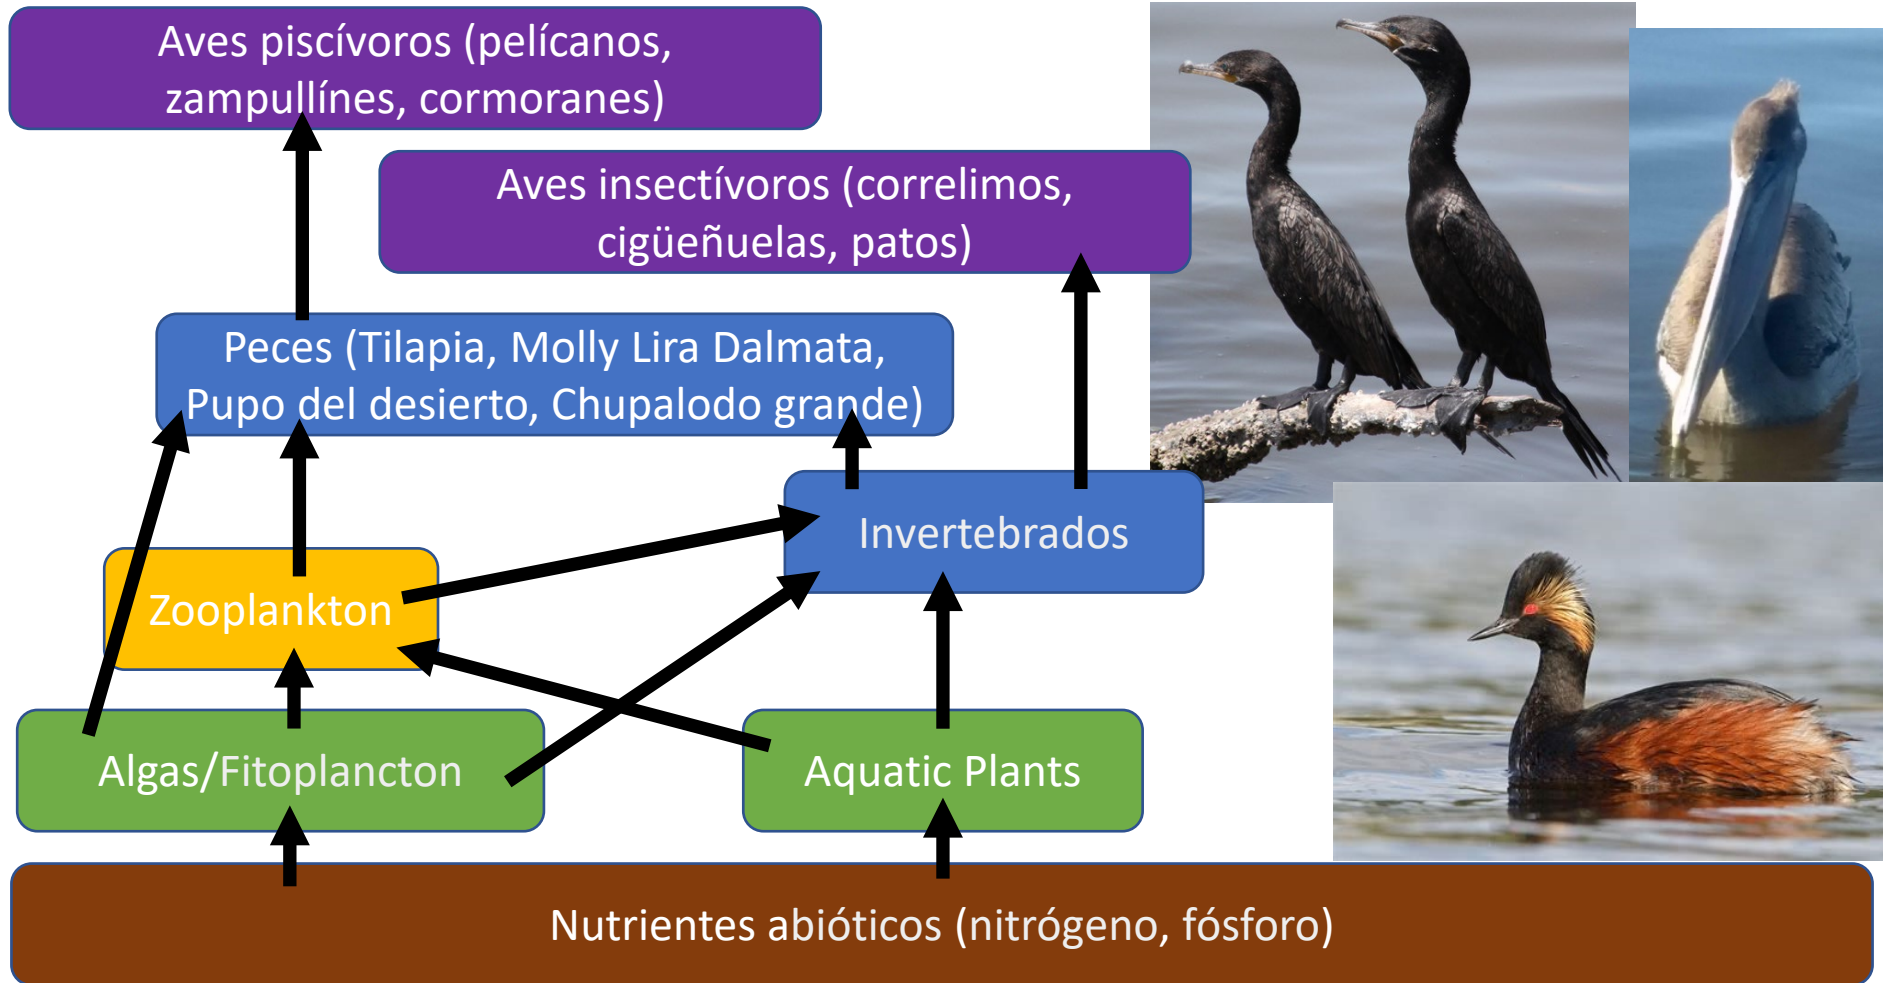 Aves piscívoros (pelícanos,
zampullínes, cormoranes)
Aves insectívoros (correlimos,
cigüeñuelas, patos)
Peces (Tilapia, Molly Lira Dalmata,
Pupo del desierto, Chupalodo grande)
Invertebrados
Zooplankton
Algas/Fitoplancton
Aquatic Plants
Nutrientes abióticos (nitrógeno, fósforo)